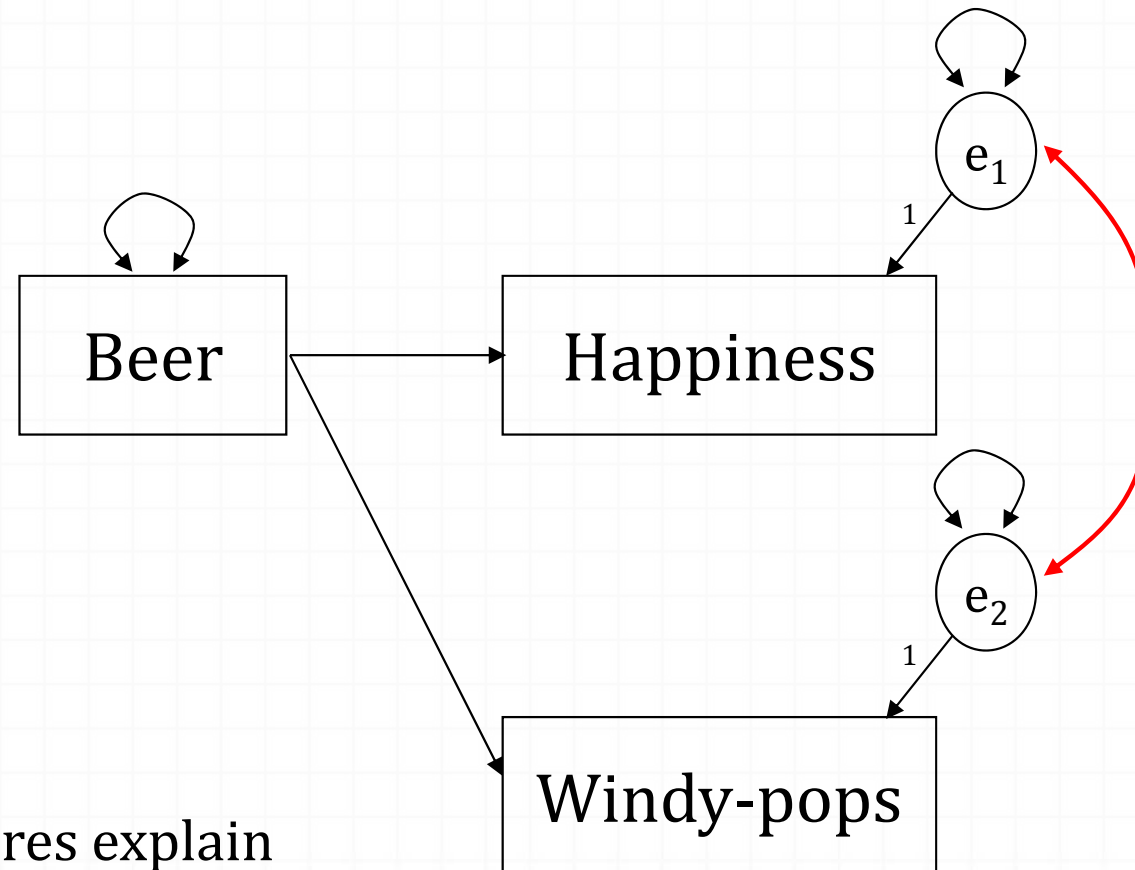 e₁
1
Beer
Happiness
e₂
1
Windy-pops
res explain